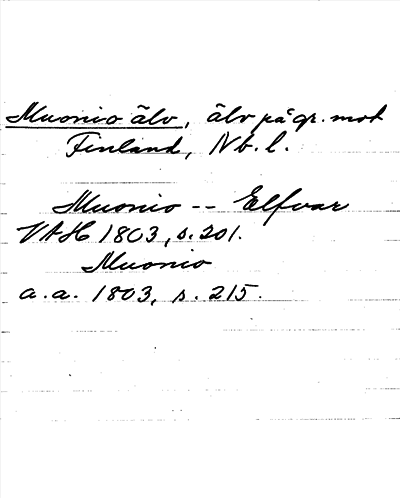 Muonio älv, älv på gr. mot
Finland, Nb. l.
Muonio -- Elfvar
VAH 1803, s. 201.
Muonio
a. a. 1803, s. 215.